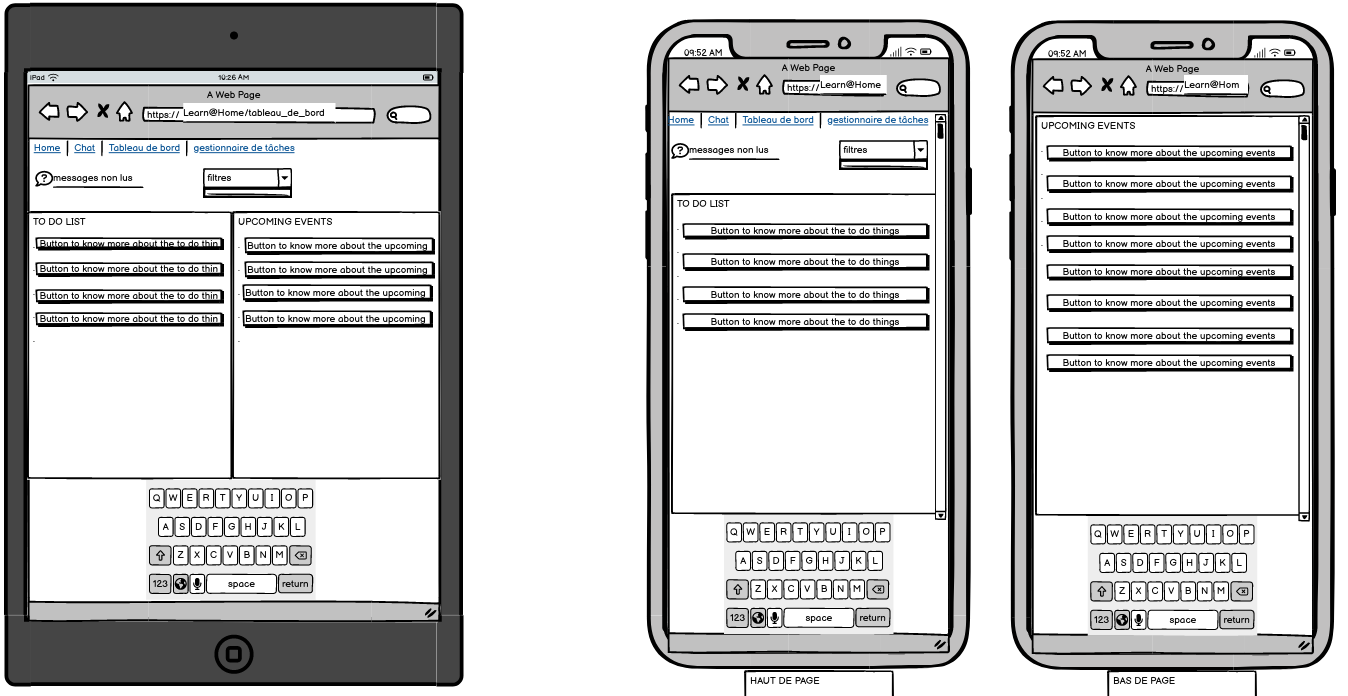 iPad 10:26 AM
A Web Page
https:// Learn@Home/tableau_de_bord
Home Chat Tableau de bord gestionnaire de tâches
messages non lus filtres
TO DO LIST
Button to know more about the to do thin
Button to know more about the to do thin
Button to know more about the to do thin
Button to know more about the to do thin
UPCOMING EVENTS
Button to know more about the upcoming
Button to know more about the upcoming
Button to know more about the upcoming
Button to know more about the upcoming
Q W E R T Y U I O P
A S D F G H J K L
Z X C V B N M
123 space return
09:52 AM
A Web Page
https:// Learn@Home
Home Chat Tableau de bord gestionnaire de tâches
messages non lus filtres
TO DO LIST
Button to know more about the to do things
Button to know more about the to do things
Button to know more about the to do things
Button to know more about the to do things
Q W E R T Y U I O P
A S D F G H J K L
Z X C V B N M
123 space return
HAUT DE PAGE
09:52 AM
A Web Page
https:// Learn@Hom
UPCOMING EVENTS
Button to know more about the upcoming events
Button to know more about the upcoming events
Button to know more about the upcoming events
Button to know more about the upcoming events
Button to know more about the upcoming events
Button to know more about the upcoming events
Button to know more about the upcoming events
Button to know more about the upcoming events
Q W E R T Y U I O P
A S D F G H J K L
Z X C V B N M
123 space return
BAS DE PAGE